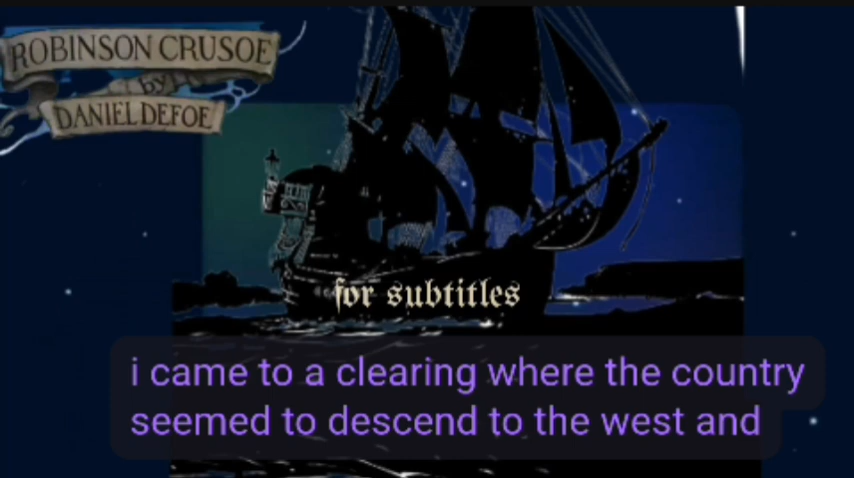 ROBINSON CRUSOE
by
DANIEL DEFOE
for subtitles
i came to a clearing where the country
seemed to descend to the west and